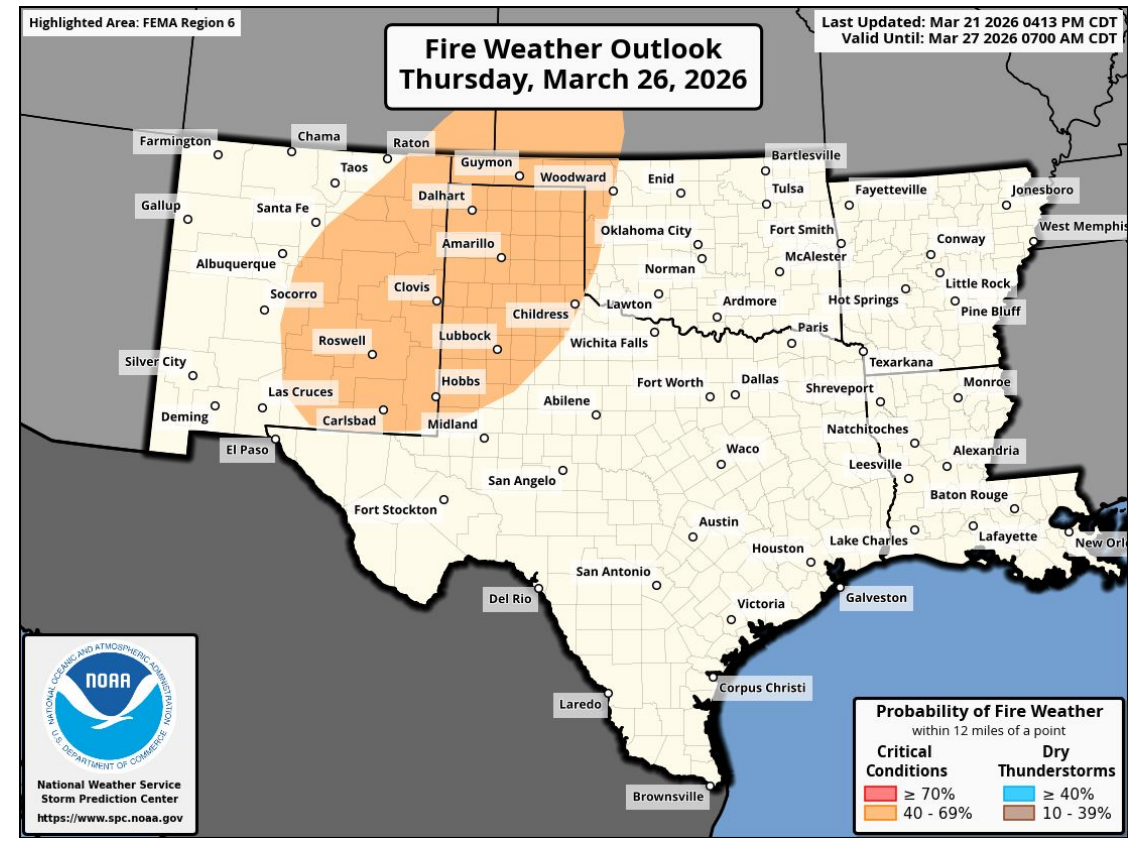 Highlighted Area: FEMA Region 6
Last Updated: Mar 21 2026 0413 PM CDT
Valid Until: Mar 27 2026 0700 AM CDT
Fire Weather Outlook
Thursday, March 26, 2026
Farmington
Chama
Raton
Taos
Guymon
Woodward
Enid
Bartlesville
Tulsa
Fayetteville
Jonesboro
Gallup
Santa Fe
Dalhart
Oklahoma City
Fort Smith
West Memphis
Albuquerque
Amarillo
Norman
McAlester
Conway
Socorro
Clovis
Childress
Lawton
Ardmore
Hot Springs
Little Rock
Pine Bluff
Roswell
Lubbock
Wichita Falls
Paris
Silver City
Texarkana
Las Cruces
Hobbs
Fort Worth
Dallas
Shreveport
Monroe
Deming
Carlsbad
Midland
Abilene
Natchitoches
El Paso
Waco
Alexandria
San Angelo
Leesville
Baton Rouge
Fort Stockton
Austin
Lake Charles
Lafayette
New Orl
Houston
San Antonio
Del Rio
Victoria
Galveston
Laredo
Corpus Christi
Brownsville
NATIONAL OCEANIC AND ATMOSPHERIC ADMINISTRATION
NOAA
U.S. DEPARTMENT OF COMMERCE
National Weather Service
Storm Prediction Center
https://www.spc.noaa.gov
Probability of Fire Weather
within 12 miles of a point
Critical
Conditions
≥ 70%
40 - 69%
Dry
Thunderstorms
≥ 40%
10 - 39%